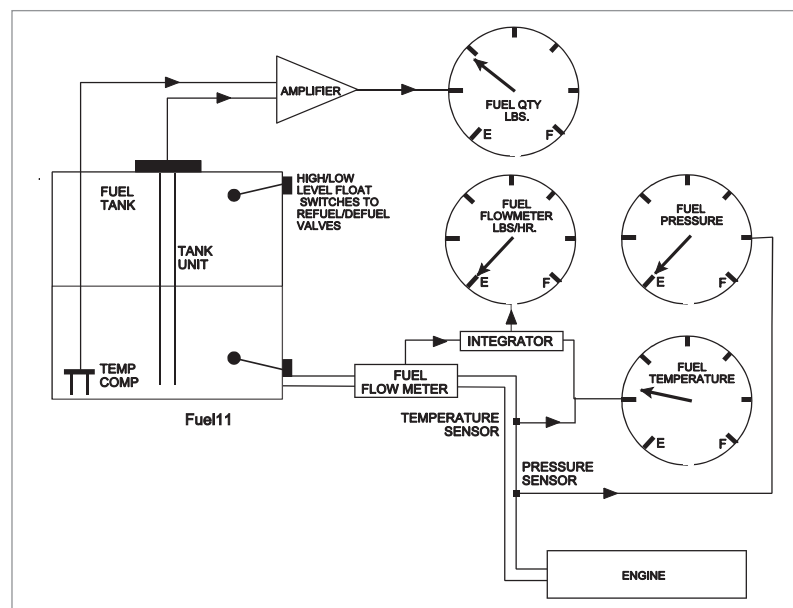 AMPLIFIER
FUEL QTY
LBS.
E
F
FUEL
TANK
HIGH/LOW
LEVEL FLOAT
SWITCHES TO
REFUEL/DEFUEL
VALVES
TANK
UNIT
FUEL
FLOWMETER
LBS/HR.
E
F
FUEL
PRESSURE
E
F
INTEGRATOR
TEMP
COMP
FUEL
FLOW METER
FUEL
TEMPERATURE
E
F
Fuel11
TEMPERATURE
SENSOR
PRESSURE
SENSOR
ENGINE